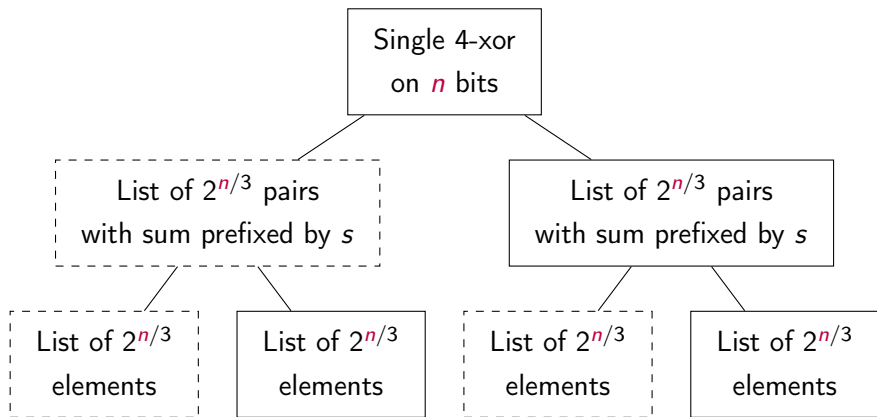 Single 4-xor
on n bits
List of 2^{n/3} pairs
with sum prefixed by s
List of 2^{n/3} pairs
with sum prefixed by s
List of 2^{n/3}
elements
List of 2^{n/3}
elements
List of 2^{n/3}
elements
List of 2^{n/3}
elements